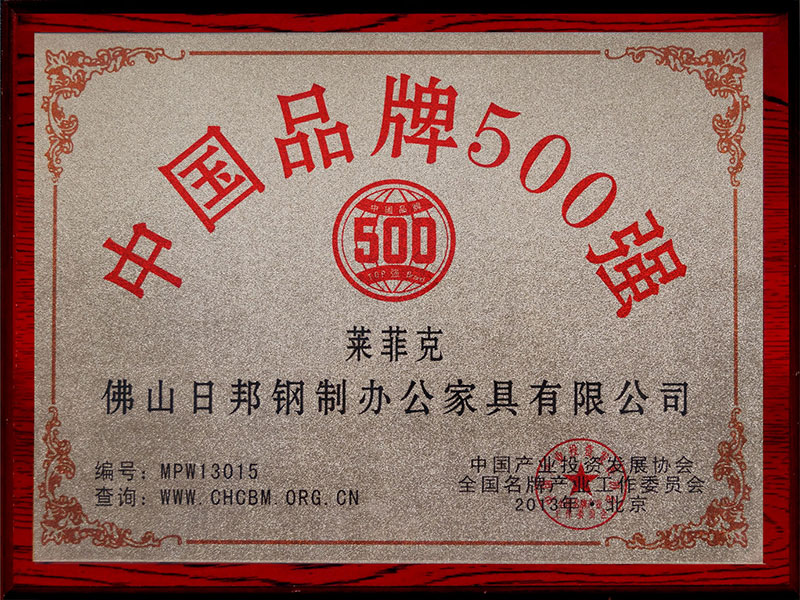 中国品牌500强
中国品牌
500
TOP 强 Bnd
莱菲克
佛山日邦钢制办公家具有限公司
编号：MPW13015
查询：WWW.CHCBM.ORG.CN
中国产业投资发展协会
全国名牌产业工作委员会
2013年·北京